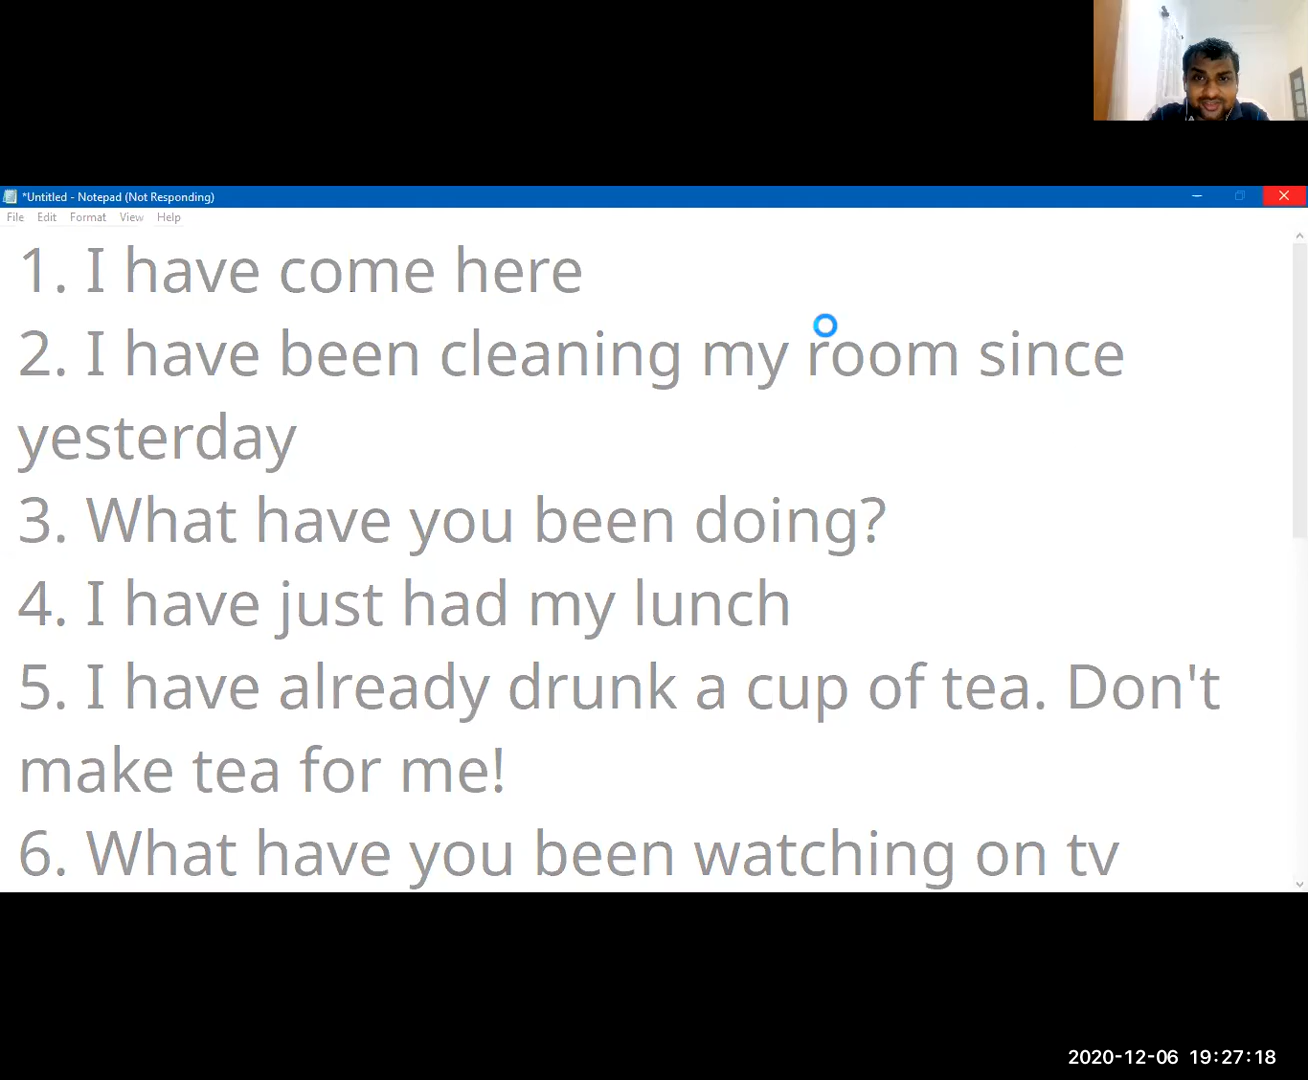 *Untitled - Notepad (Not Responding)
File Edit Format View Help
1. I have come here
2. I have been cleaning my room since
yesterday
3. What have you been doing?
4. I have just had my lunch
5. I have already drunk a cup of tea. Don't
make tea for me!
6. What have you been watching on tv
2020-12-06 19:27:18